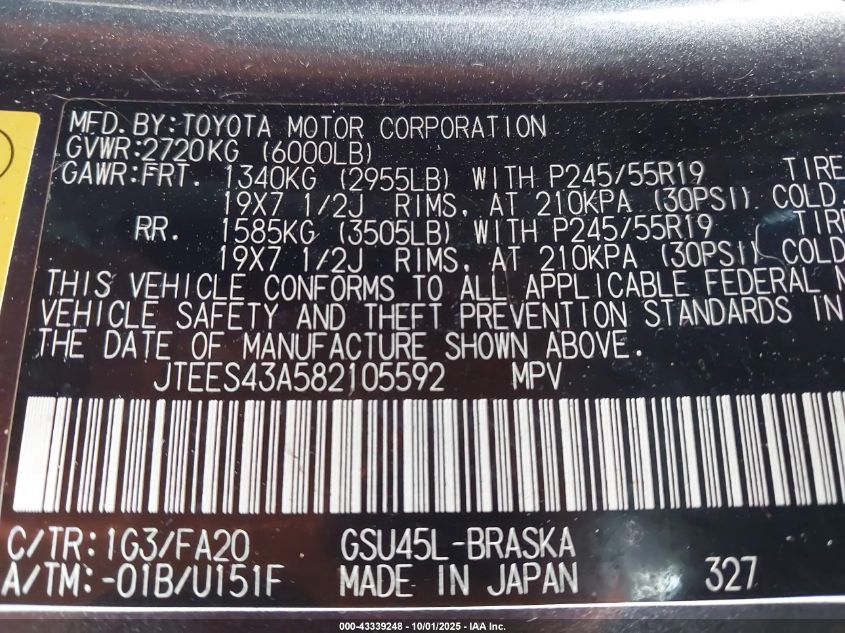 MFD.BY:TOYOTA MOTOR CORPORATION
GVWR:2720KG (6000LB)
GAWR:FRT. 1340KG (2955LB) WITH P245/55R19 TIRE
19X7 1/2J RIMS, AT 210KPA (30PSI) COLD.
RR. 1585KG (3505LB) WITH P245/55R19 TIRE
19X7 1/2J RIMS, AT 210KPA (30PSI) COLD
THIS VEHICLE CONFORMS TO ALL APPLICABLE FEDERAL
VEHICLE SAFETY AND THEFT PREVENTION STANDARDS IN
THE DATE OF MANUFACTURE SHOWN ABOVE.
JTEES43A582105592 MPV
C/TR:1G3/FA20 GSU45L-BRASKA
A/TM:-01B/U151F MADE IN JAPAN 327
000-43339248 - 10/01/2025 - IAA Inc.